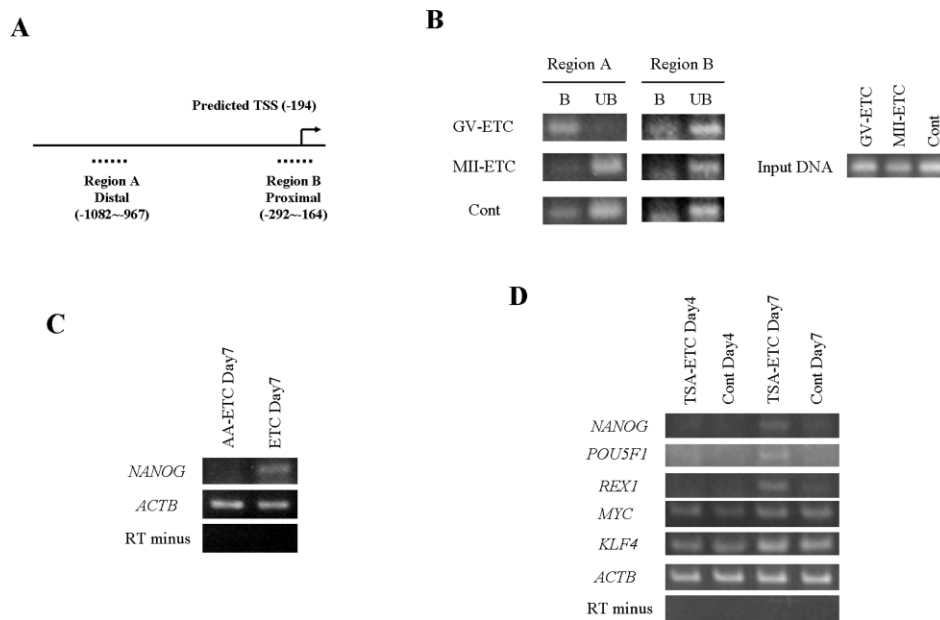 A
Predicted TSS (-194)
Region A
Distal
(-1082~-967)
Region B
Proximal
(-292~-164)
B
Region A Region B
B UB B UB
GV-ETC
MII-ETC
Cont
GV-ETC
MII-ETC
Cont
Input DNA
C
AA-ETC Day7
ETC Day7
NANOG
ACTB
RT minus
D
TSA-ETC Day4
Cont Day4
TSA-ETC Day7
Cont Day7
NANOG
POU5F1
REX1
MYC
KLF4
ACTB
RT minus